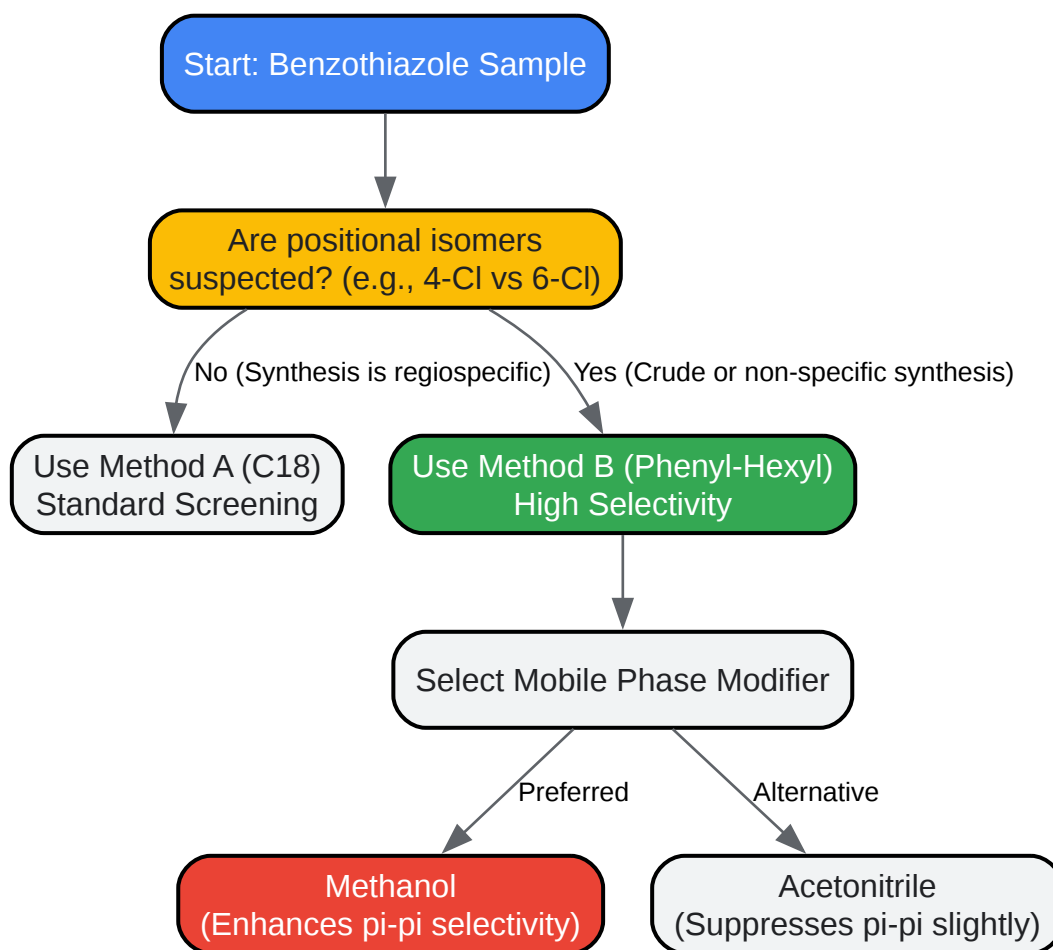 Start: Benzothiazole Sample
Are positional isomers
suspected? (e.g., 4-Cl vs 6-Cl)
No (Synthesis is regiospecific)
Yes (Crude or non-specific synthesis)
Use Method A (C18)
Standard Screening
Use Method B (Phenyl-Hexyl)
High Selectivity
Select Mobile Phase Modifier
Preferred
Alternative
Methanol
(Enhances pi-pi selectivity)
Acetonitrile
(Suppresses pi-pi slightly)